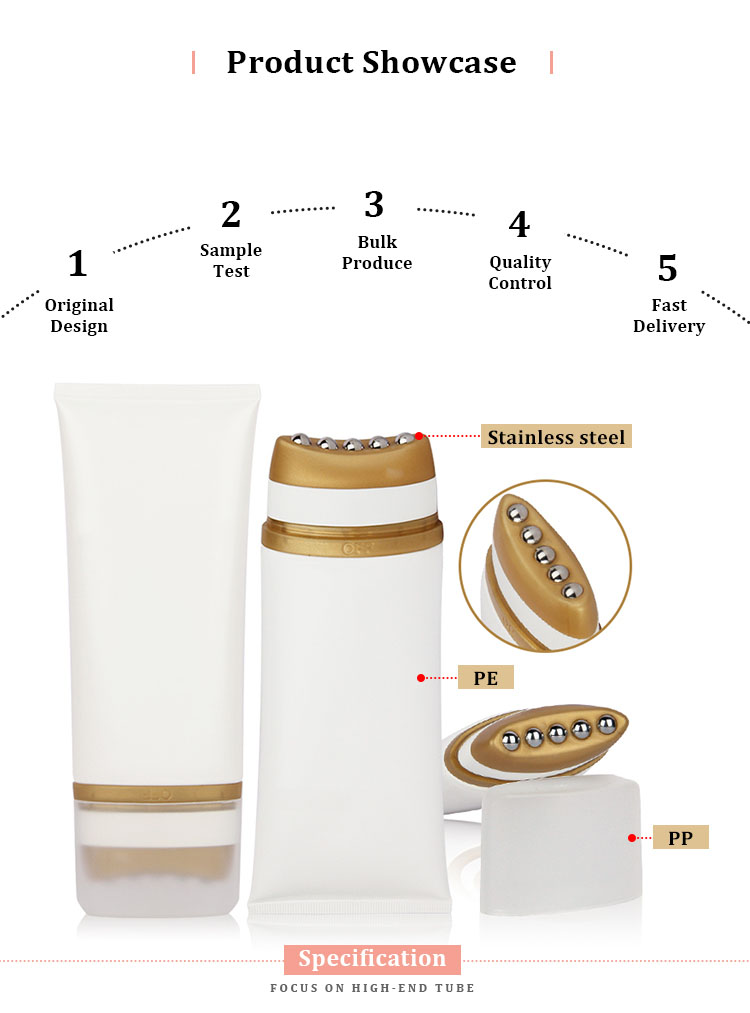 Product Showcase
1
Original
Design
2
Sample
Test
3
Bulk
Produce
4
Quality
Control
5
Fast
Delivery
Stainless steel
OFF
PE
PP
Specification
FOCUS ON HIGH-END TUBE